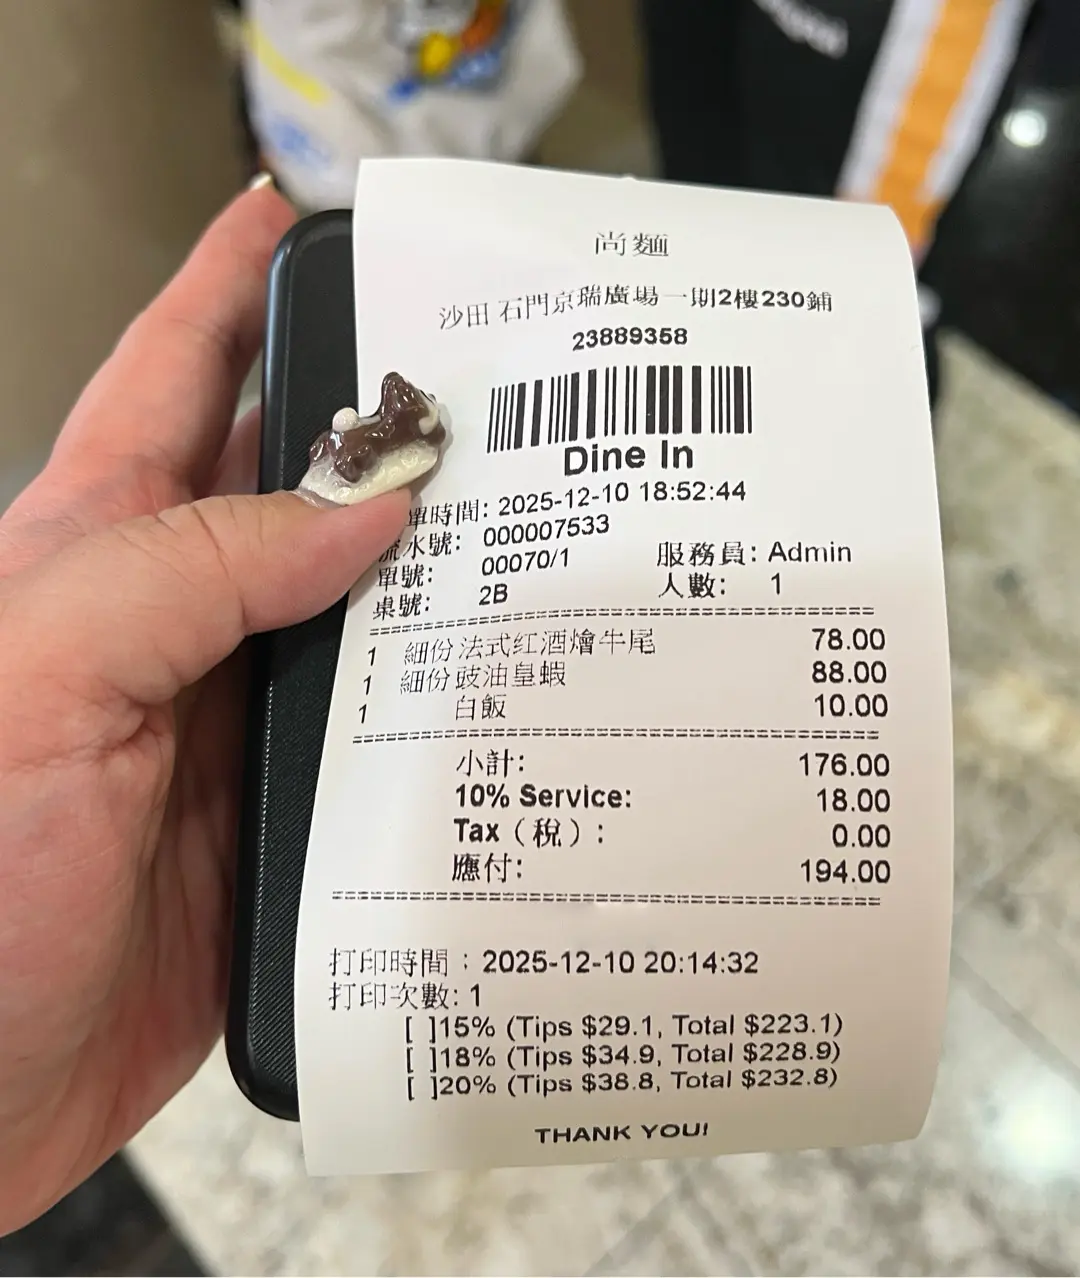 尚麵
沙田 石門京瑞廣場一期2樓230鋪
23889358
Dine In
單時間: 2025-12-10 18:52:44
流水號: 000007533
單號: 00070/1 服務員: Admin
桌號: 2B 人數: 1
1 細份法式红酒燴牛尾 78.00
1 細份豉油皇蝦 88.00
1 白飯 10.00
小計: 176.00
10% Service: 18.00
Tax（稅）: 0.00
應付: 194.00
打印時間：2025-12-10 20:14:32
打印次數: 1
[ ]15% (Tips $29.1, Total $223.1)
[ ]18% (Tips $34.9, Total $228.9)
[ ]20% (Tips $38.8, Total $232.8)
THANK YOU!